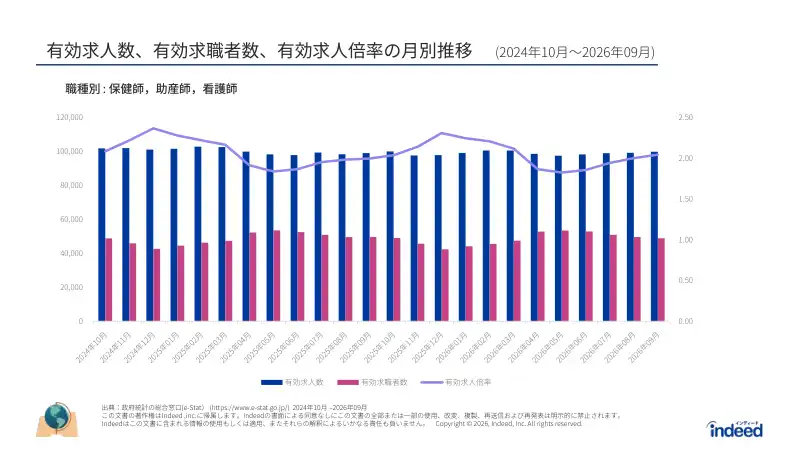 有効求人数、有効求職者数、有効求人倍率の月別推移 (2024年10月～2026年09月)
職種別 : 保健師，助産師，看護師
120,000
100,000
80,000
60,000
40,000
20,000
0
2.50
2.00
1.50
1.00
0.50
0.00
2024年10月
2024年11月
2024年12月
2025年01月
2025年02月
2025年03月
2025年04月
2025年05月
2025年06月
2025年07月
2025年08月
2025年09月
2025年10月
2025年11月
2025年12月
2026年01月
2026年02月
2026年03月
2026年04月
2026年05月
2026年06月
2026年07月
2026年08月
2026年09月
有効求人数 有効求職者数 有効求人倍率
出典：政府統計の総合窓口(e-Stat) (https://www.e-stat.go.jp/) 2024年10月 –2026年09月
この文書の著作権はIndeed ,inc.に帰属します。Indeedの書面による同意なしにこの文書の全部または一部の使用、改変、複製、再送信および再発表は明示的に禁止されます。
Indeedはこの文書に含まれる情報の使用もしくは適用、またそれらの解釈によるいかなる責任も負いません。 Copyright © 2026, Indeed, Inc. All rights reserved.
インディード
indeed